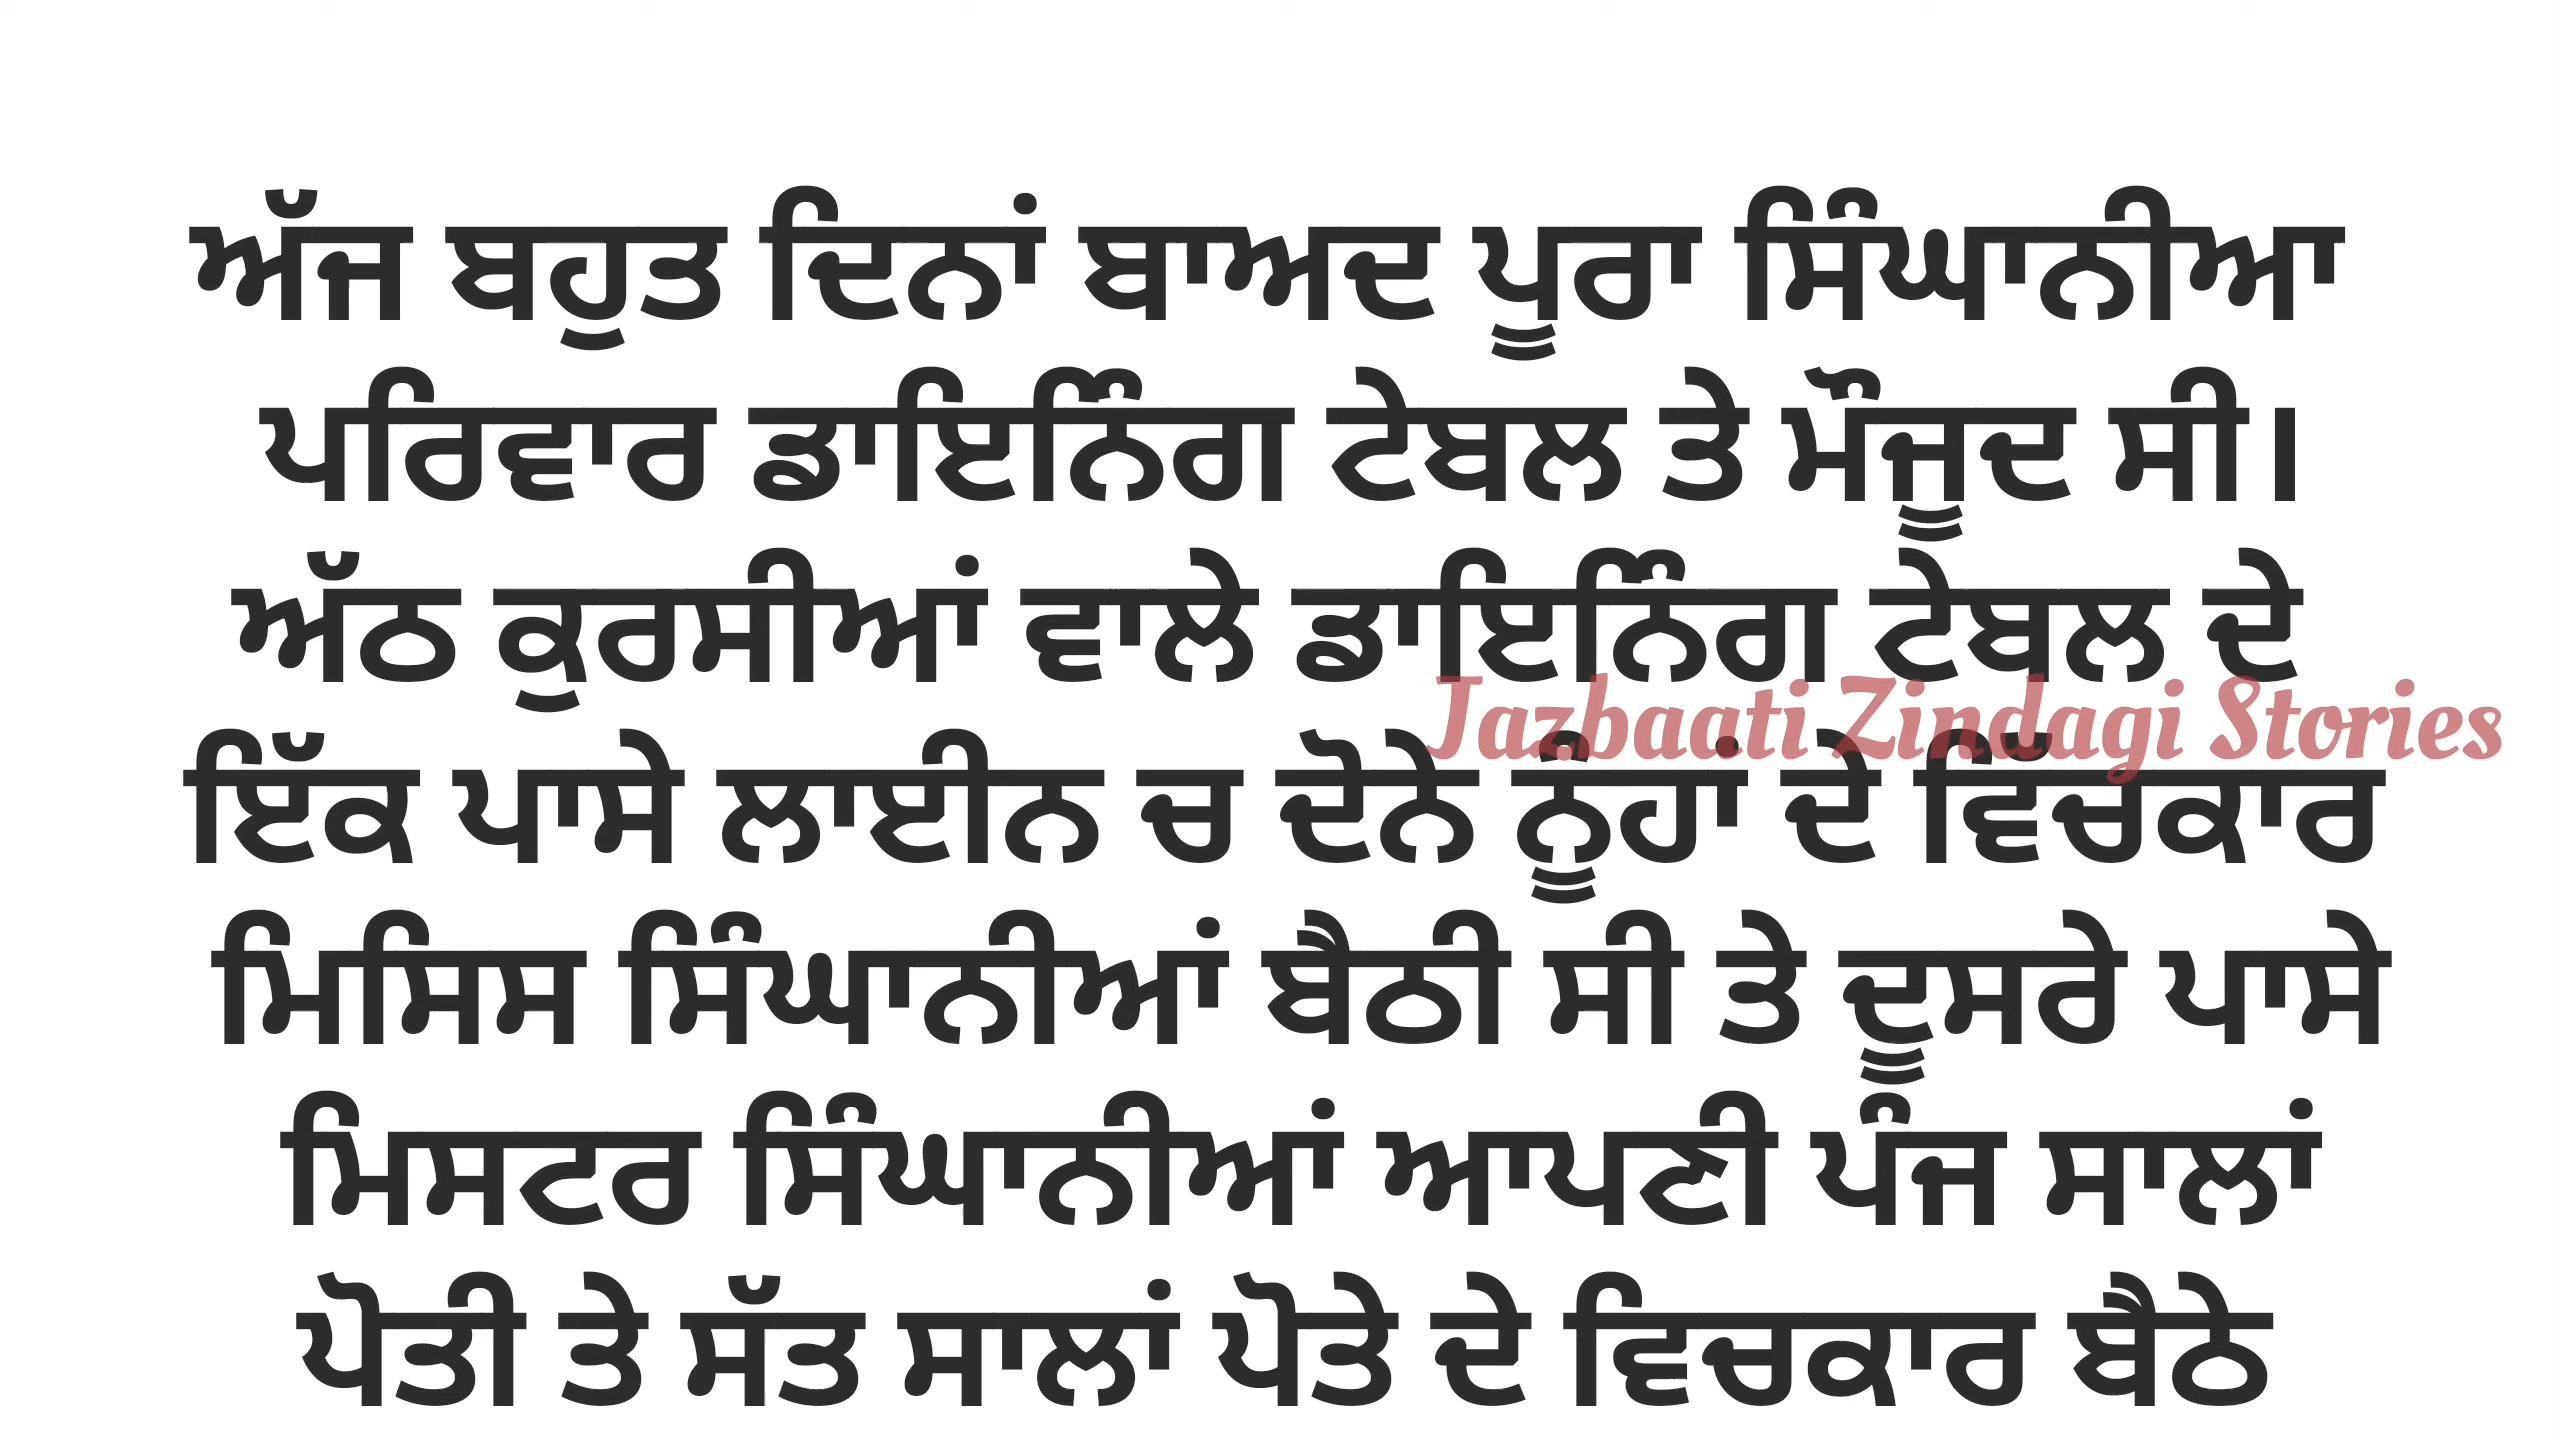 ਅੱਜ ਬਹੁਤ ਦਿਨਾਂ ਬਾਅਦ ਪੂਰਾ ਸਿੰਘਾਨੀਆ
ਪਰਿਵਾਰ ਡਾਇਨਿੰਗ ਟੇਬਲ ਤੇ ਮੌਜੂਦ ਸੀ।
ਅੱਠ ਕੁਰਸੀਆਂ ਵਾਲੇ ਡਾਇਨਿੰਗ ਟੇਬਲ ਦੇ
Jazbaati Zindagi Stories
ਇੱਕ ਪਾਸੇ ਲਾਈਨ ਚ ਦੋਨੇ ਨੂੰਹਾਂ ਦੇ ਵਿੱਚਕਾਰ
ਮਿਸਿਸ ਸਿੰਘਾਨੀਆਂ ਬੈਠੀ ਸੀ ਤੇ ਦੂਸਰੇ ਪਾਸੇ
ਮਿਸਟਰ ਸਿੰਘਾਨੀਆਂ ਆਪਣੀ ਪੰਜ ਸਾਲਾਂ
ਪੋਤੀ ਤੇ ਸੱਤ ਸਾਲਾਂ ਪੋਤੇ ਦੇ ਵਿਚਕਾਰ ਬੈਠੇ